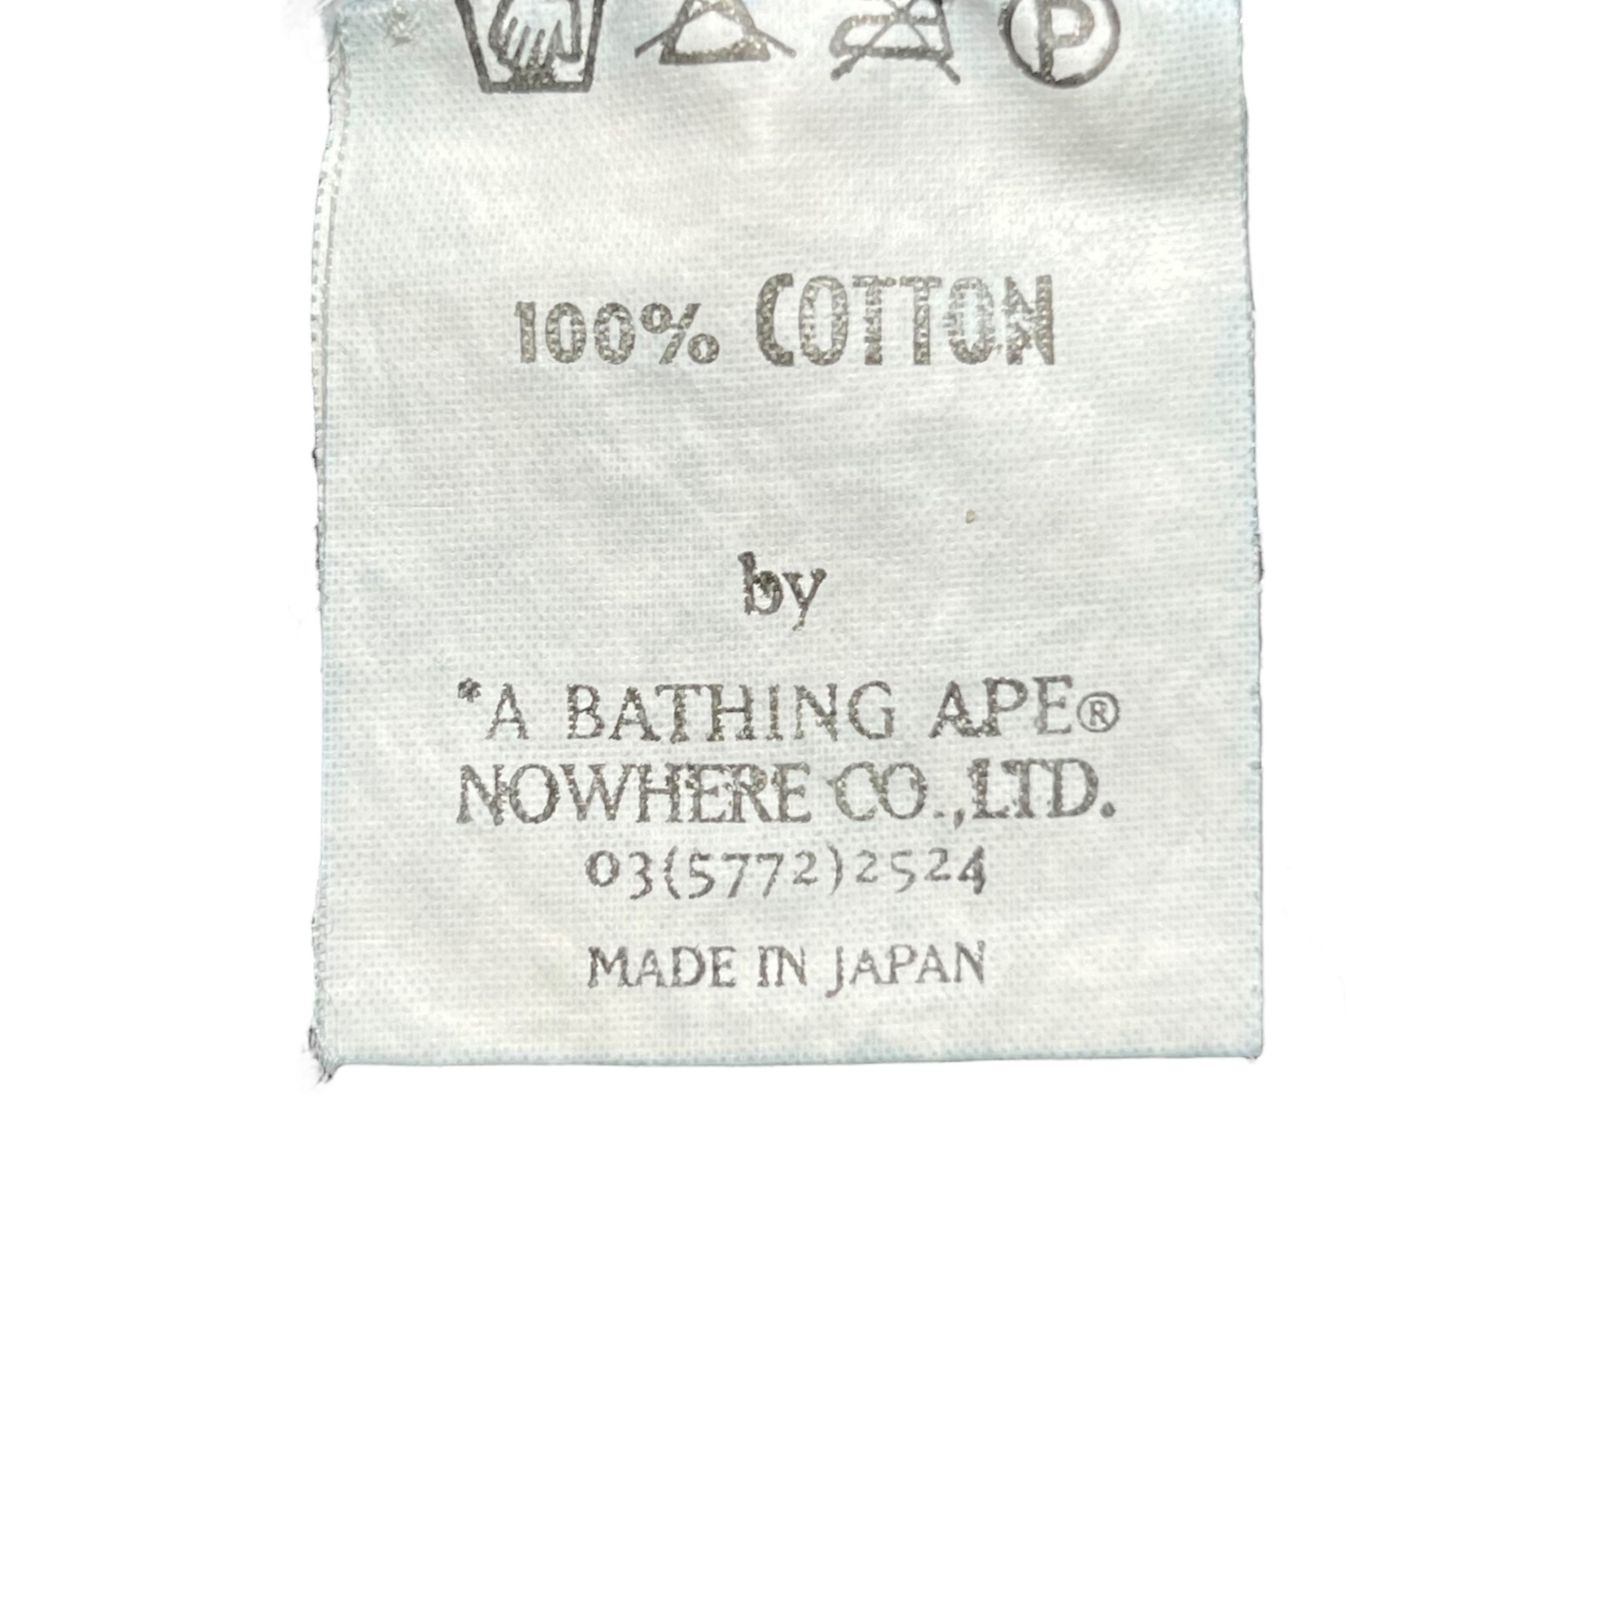 P
100% COTTON
by
*A BATHING APE®
NOWHERE CO.,LTD.
03(5772)2524
MADE IN JAPAN